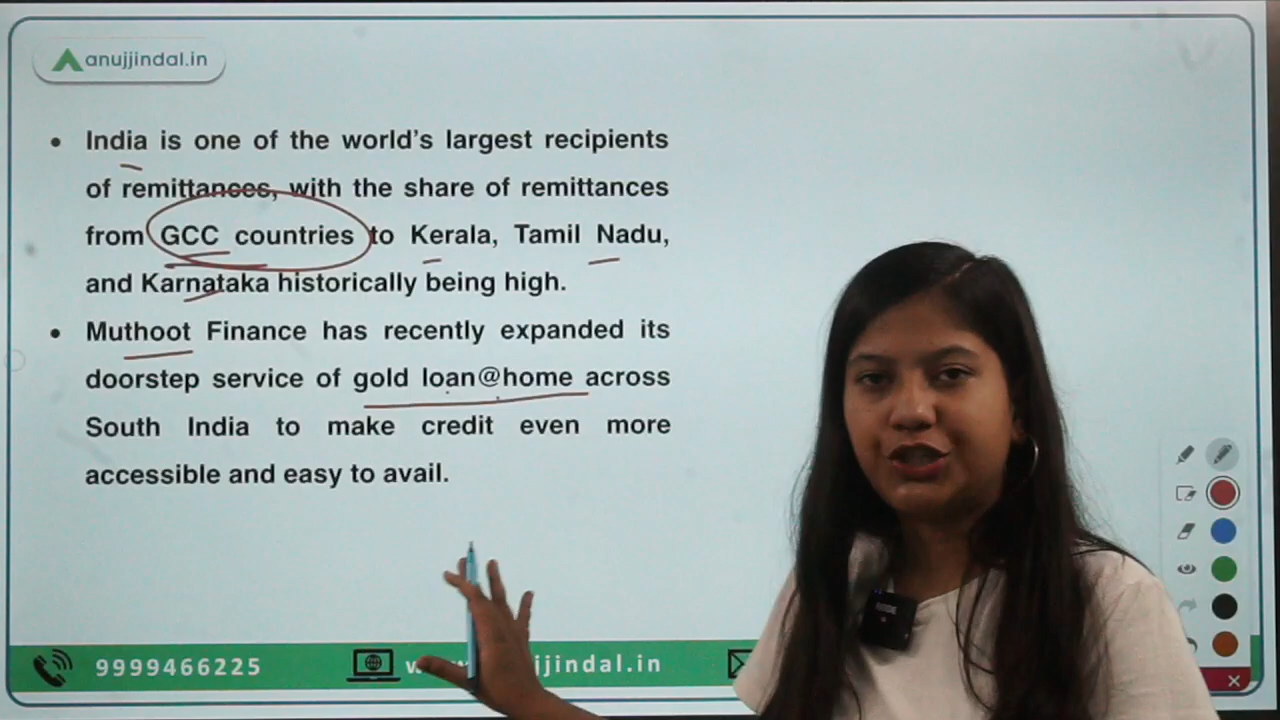 anujjindal.in
India is one of the world's largest recipients
of remittances, with the share of remittances
from GCC countries to Kerala, Tamil Nadu,
and Karnataka historically being high.
Muthoot Finance has recently expanded its
doorstep service of gold loan@home across
South India to make credit even more
accessible and easy to avail.
9999466225
jjindal.in